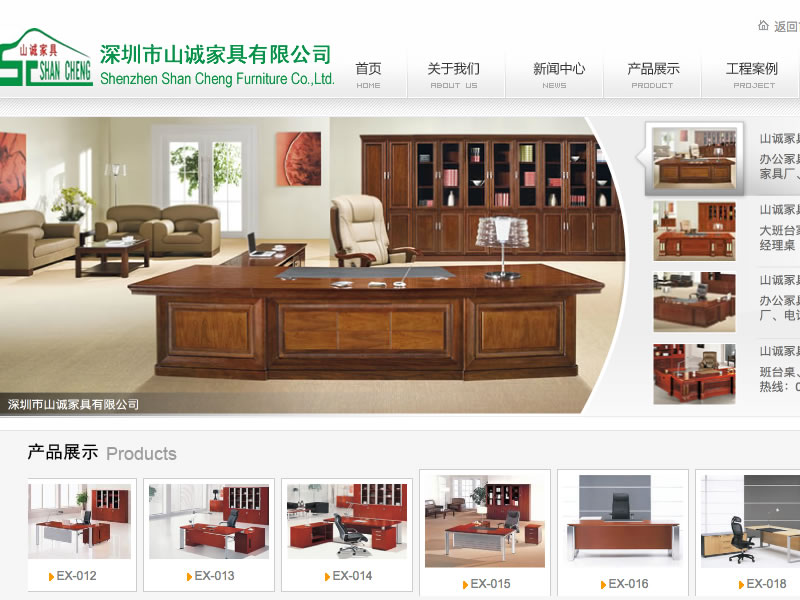 返回
山诚家具
SC SHAN CHENG
深圳市山诚家具有限公司
Shenzhen Shan Cheng Furniture Co.,Ltd.
首页 关于我们 新闻中心 产品展示 工程案例
HOME ABOUT US NEWS PRODUCT PROJECT
山诚家具
办公家具
家具厂、
山诚家具
大班台家
经理桌
山诚家具
办公家具
厂、电话
山诚家具
班台桌、
热线：0
深圳市山诚家具有限公司
产品展示 Products
EX-012 EX-013 EX-014 EX-015 EX-016 EX-018